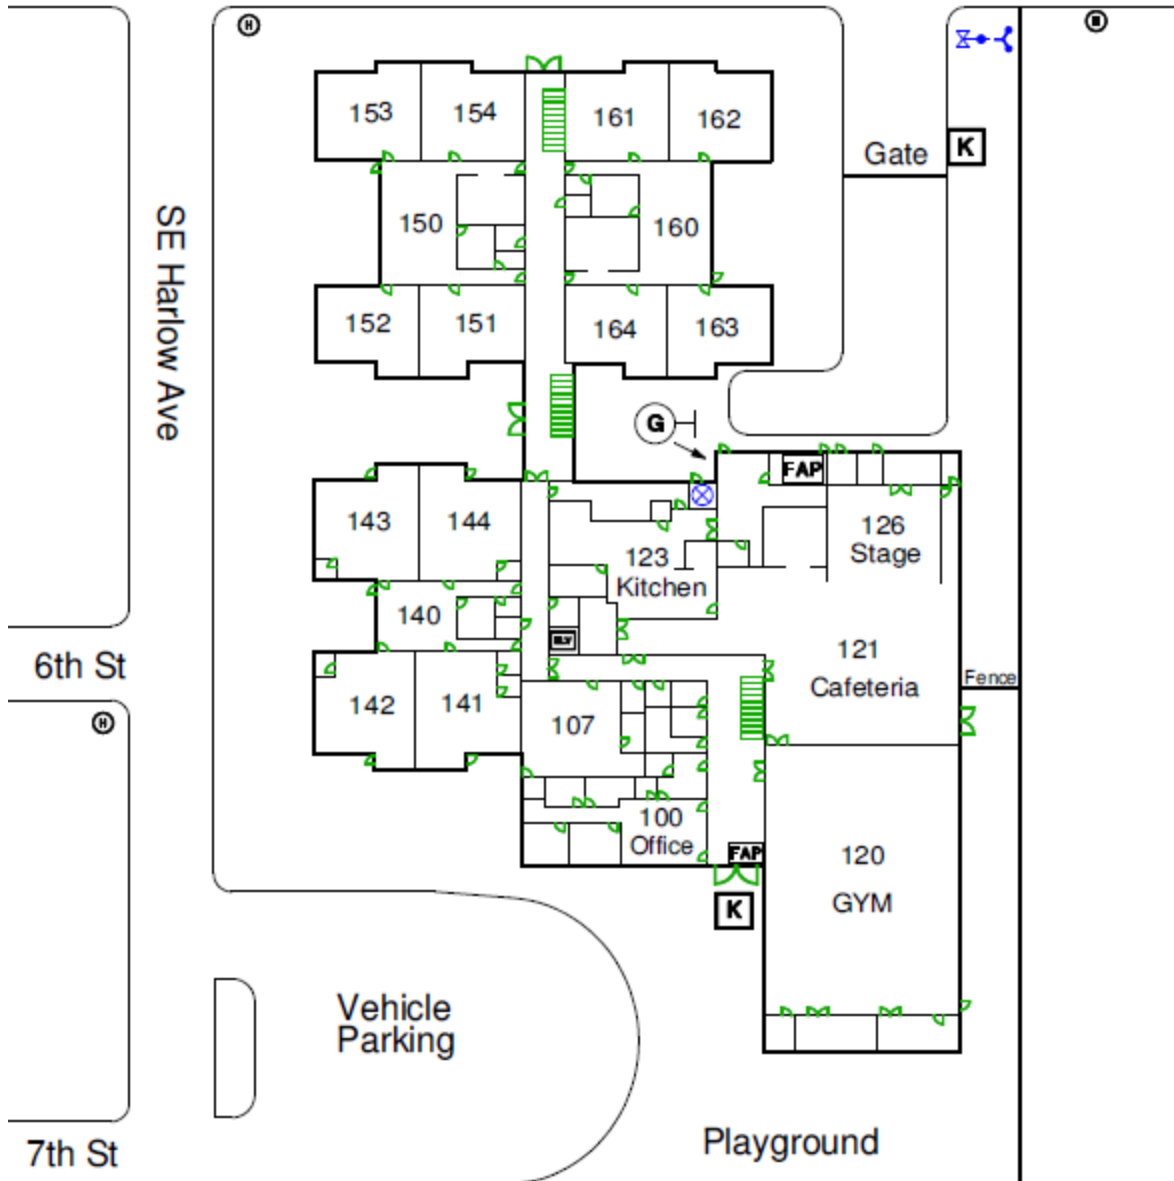 H
H
153
154
161
162
Gate
K
SE Harlow Ave
150
160
152
151
164
163
G
FAP
143
144
123
Kitchen
126
Stage
140
6th St
121
Cafeteria
Fence
H
142
141
107
100
Office
FAP
120
GYM
K
Vehicle
Parking
Playground
7th St